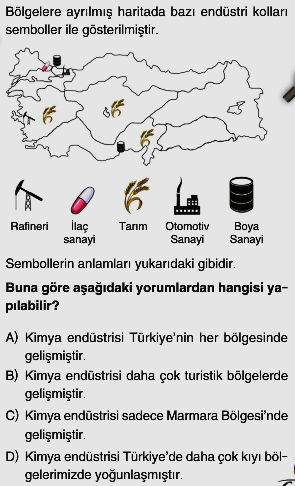 Bölgelere ayrılmış haritada bazı endüstri kolları
semboller ile gösterilmiştir.
Rafineri
İlaç
sanayi
Tarım
Otomotiv
Sanayi
Boya
Sanayi
Sembollerin anlamları yukarıdaki gibidir.
Buna göre aşağıdaki yorumlardan hangisi ya-
pılabilir?
A) Kimya endüstrisi Türkiye'nin her bölgesinde
gelişmiştir.
B) Kimya endüstrisi daha çok turistik bölgelerde
gelişmiştir.
C) Kimya endüstrisi sadece Marmara Bölgesi'nde
gelişmiştir.
D) Kimya endüstrisi Türkiye'de daha çok kıyı böl-
gelerimizde yoğunlaşmıştır.